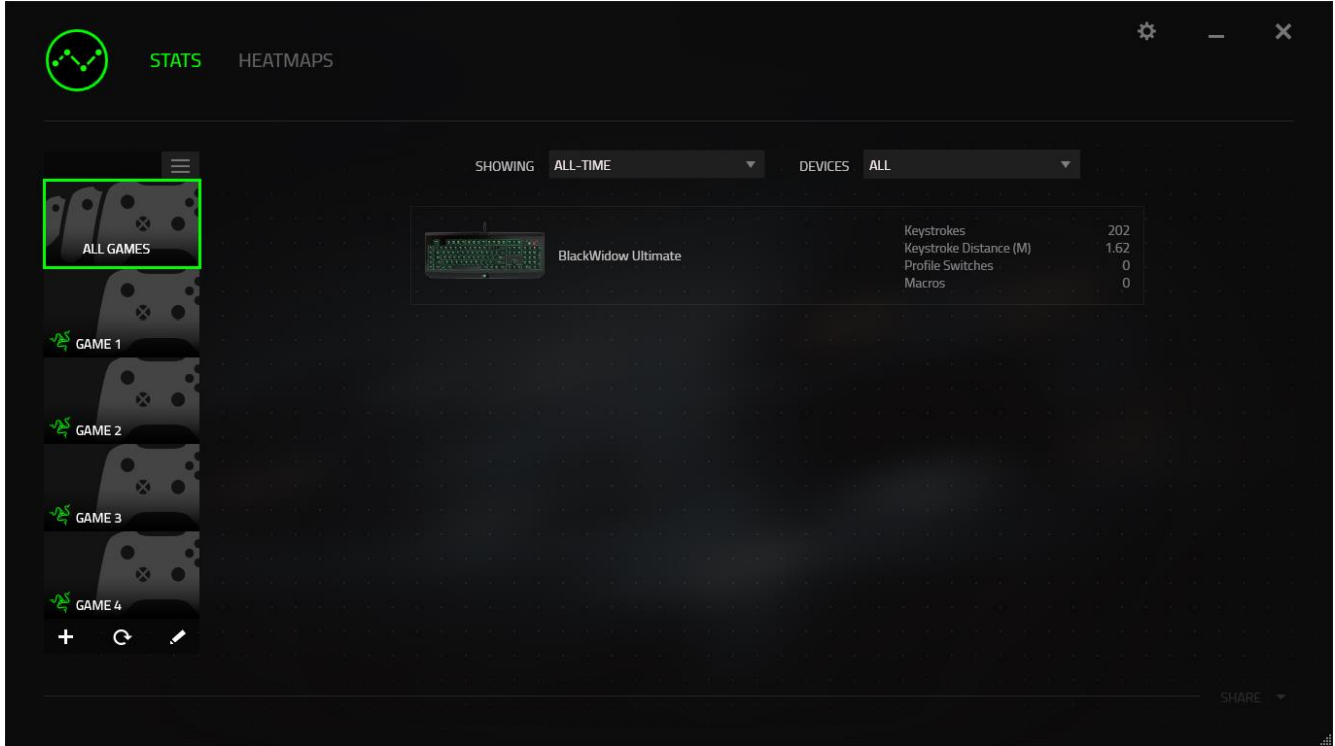 STATS HEATMAPS
SHOWING ALL-TIME DEVICES ALL
ALL GAMES
GAME 1
GAME 2
GAME 3
GAME 4
BlackWidow Ultimate
Keystrokes 202
Keystroke Distance (M) 1.62
Profile Switches 0
Macros 0
SHARE